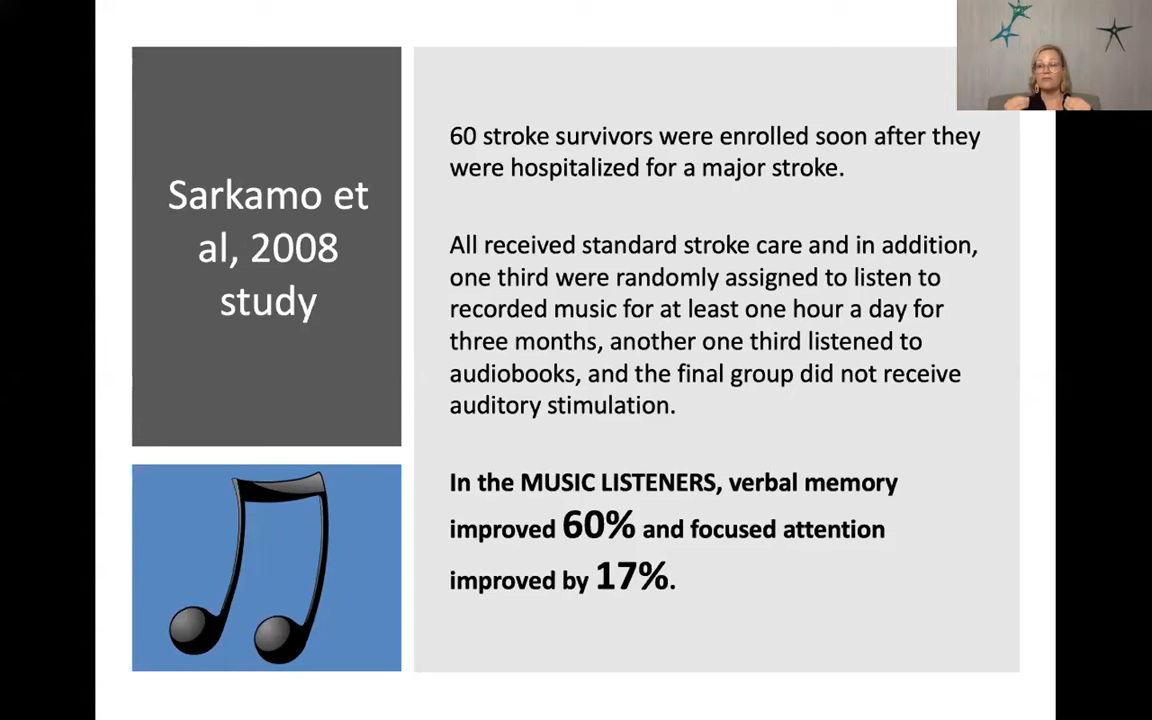 Sarkamo et
al, 2008
study
60 stroke survivors were enrolled soon after they
were hospitalized for a major stroke.
All received standard stroke care and in addition,
one third were randomly assigned to listen to
recorded music for at least one hour a day for
three months, another one third listened to
audiobooks, and the final group did not receive
auditory stimulation.
In the MUSIC LISTENERS, verbal memory
improved 60% and focused attention
improved by 17%.